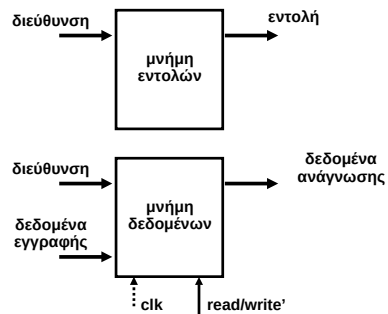 διεύθυνση
εντολή
μνήμη
εντολών
διεύθυνση
δεδομένα
ανάγνωσης
μνήμη
δεδομένων
δεδομένα
εγγραφής
clk
read/write’